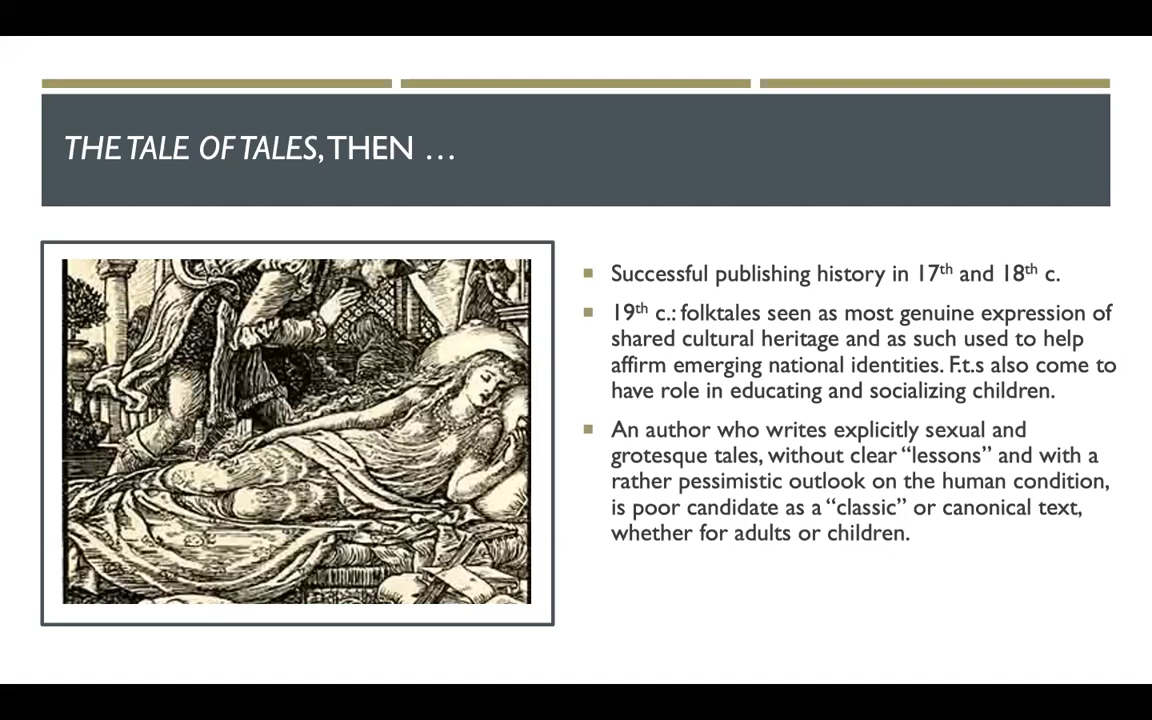 THE TALE OF TALES, THEN …
Successful publishing history in 17th and 18th c.
19th c.: folktales seen as most genuine expression of
shared cultural heritage and as such used to help
affirm emerging national identities. F.t.s also come to
have role in educating and socializing children.
An author who writes explicitly sexual and
grotesque tales, without clear “lessons” and with a
rather pessimistic outlook on the human condition,
is poor candidate as a “classic” or canonical text,
whether for adults or children.